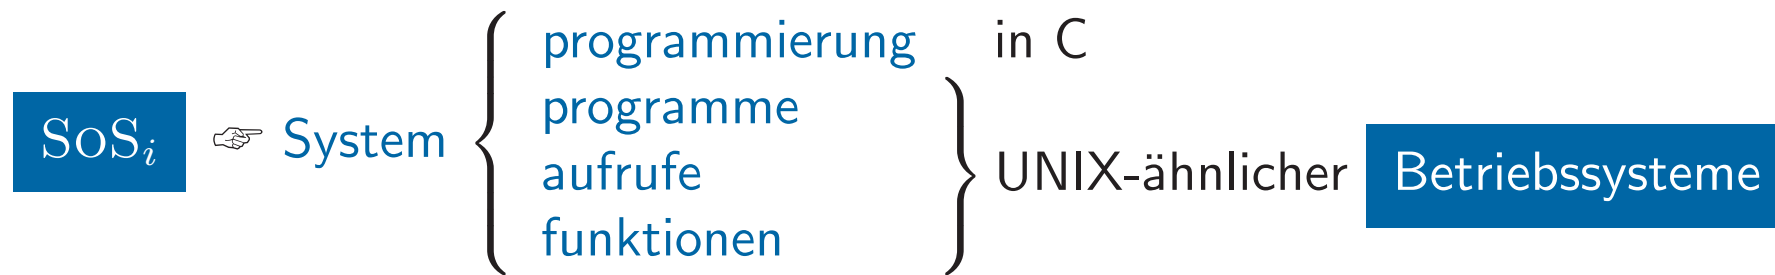 programmierung in C
programme
SoS_i ☞ System
aufrufe UNIX-ähnlicher Betriebssysteme
funktionen